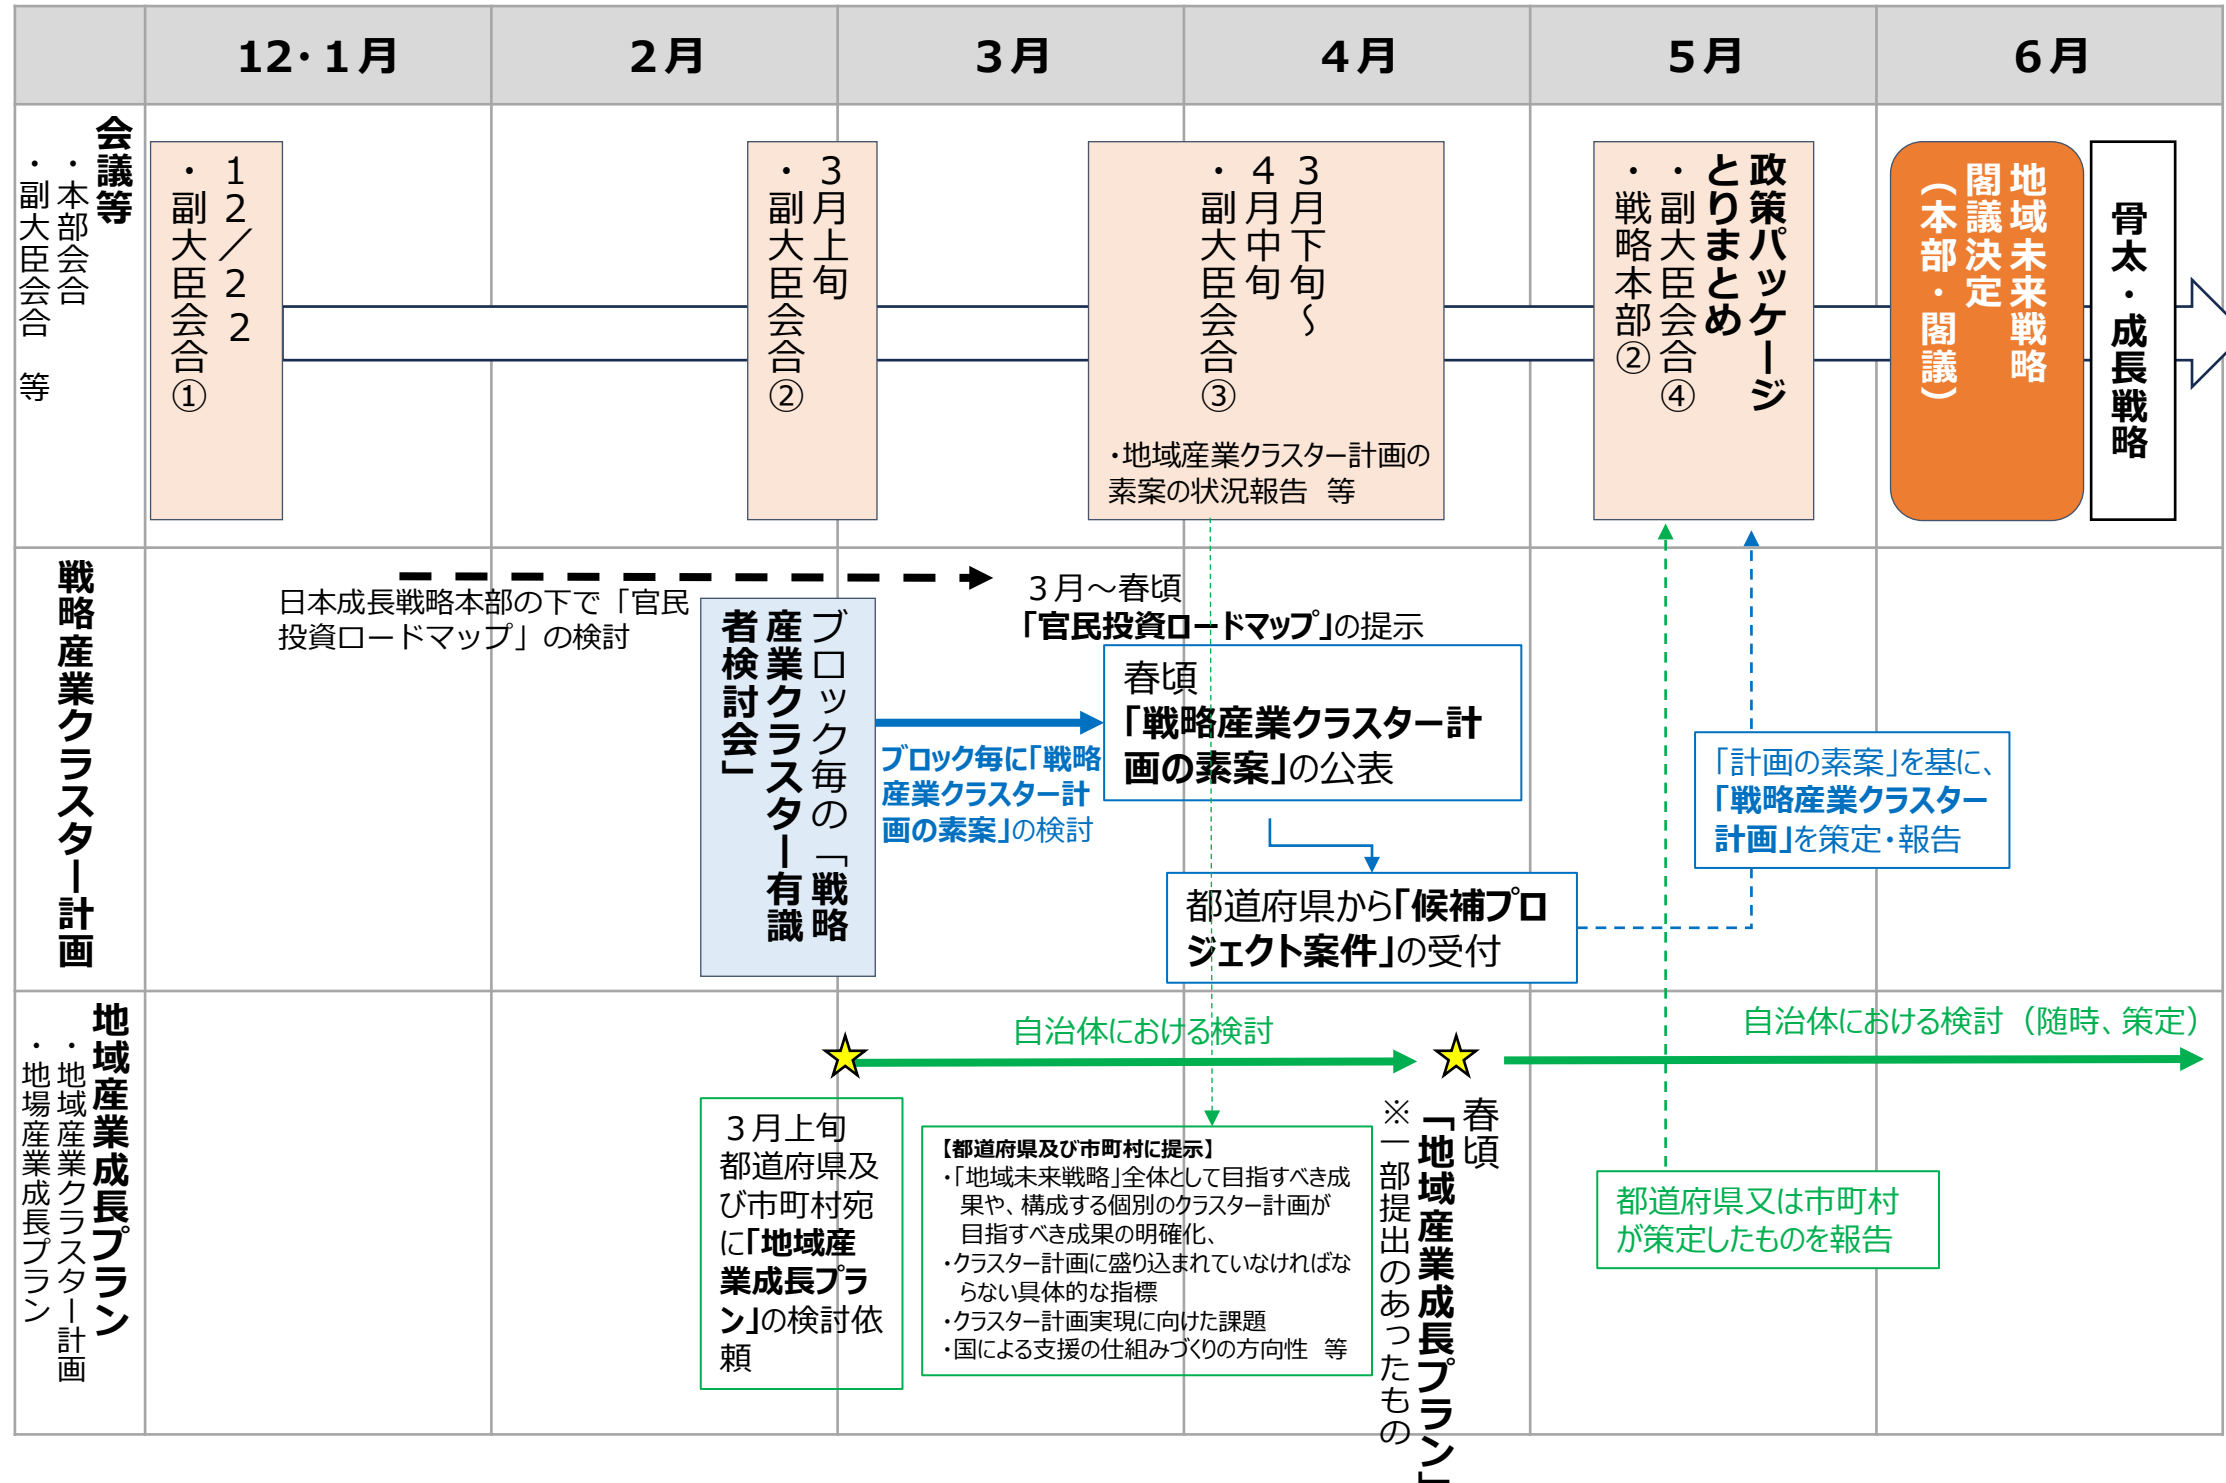 12・１月
２月
３月
４月
５月
６月
会議等
・本部会合
・副大臣会合　等
１２／２２
・副大臣会合①
３月上旬
・副大臣会合②
３月下旬～
４月中旬
・副大臣会合③
・地域産業クラスター計画の
素案の状況報告　等
政策パッケージ
とりまとめ
・副大臣会合④
・戦略本部②
地域未来戦略
閣議決定
（本部・閣議）
骨太・成長戦略
戦略産業クラスター計画
日本成長戦略本部の下で「官民
投資ロードマップ」の検討
ブロック毎の「戦略
産業クラスター有識
者検討会」
３月～春頃
「官民投資ロードマップ」の提示
ブロック毎に「戦略
産業クラスター計
画の素案」の検討
春頃
「戦略産業クラスター計
画の素案」の公表
都道府県から「候補プロ
ジェクト案件」の受付
「計画の素案」を基に、
「戦略産業クラスター
計画」を策定・報告
地域産業成長プラン
・地域産業クラスター計画
・地場産業成長プラン
自治体における検討
自治体における検討（随時、策定）
３月上旬
都道府県及
び市町村宛
に「地域産
業成長プラ
ン」の検討依
頼
【都道府県及び市町村に提示】
・「地域未来戦略」全体として目指すべき成
果や、構成する個別のクラスター計画が
目指すべき成果の明確化、
・クラスター計画に盛り込まれていなければな
らない具体的な指標
・クラスター計画実現に向けた課題
・国による支援の仕組みづくりの方向性　等
春頃
「地域産業成長プラン」
※一部提出のあったもの
都道府県又は市町村
が策定したものを報告